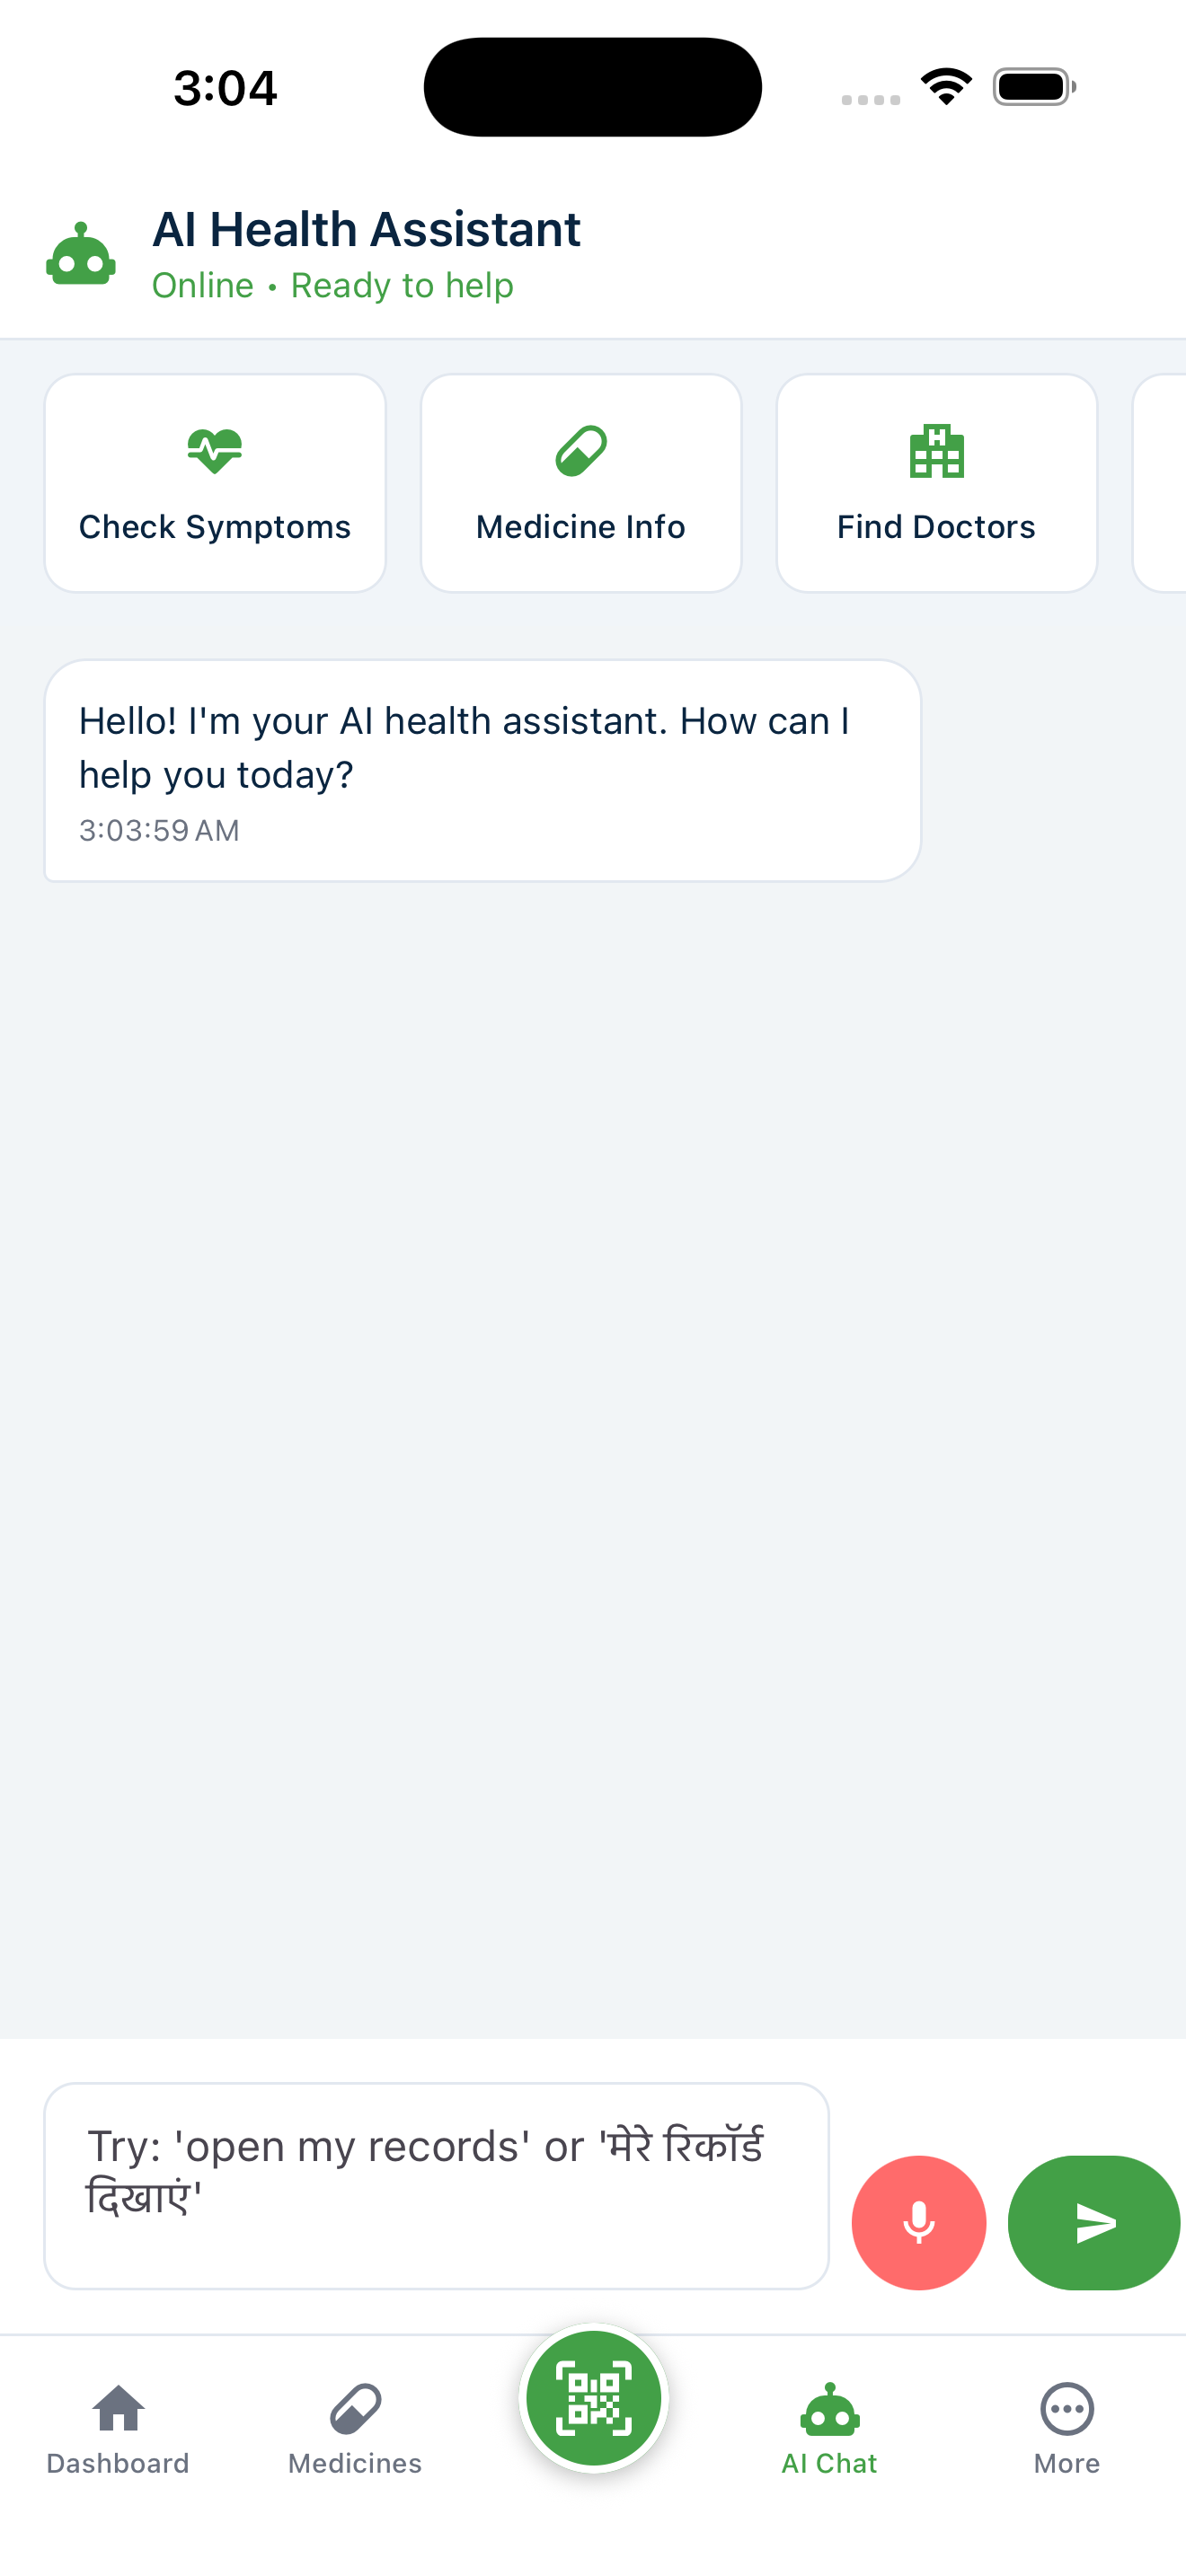 3:04
AI Health Assistant
Online • Ready to help
Check Symptoms
Medicine Info
Find Doctors
Hello! I'm your AI health assistant. How can I
help you today?
3:03:59 AM
Try: 'open my records' or 'मेरे रिकॉर्ड
दिखाएं'
Dashboard
Medicines
AI Chat
More